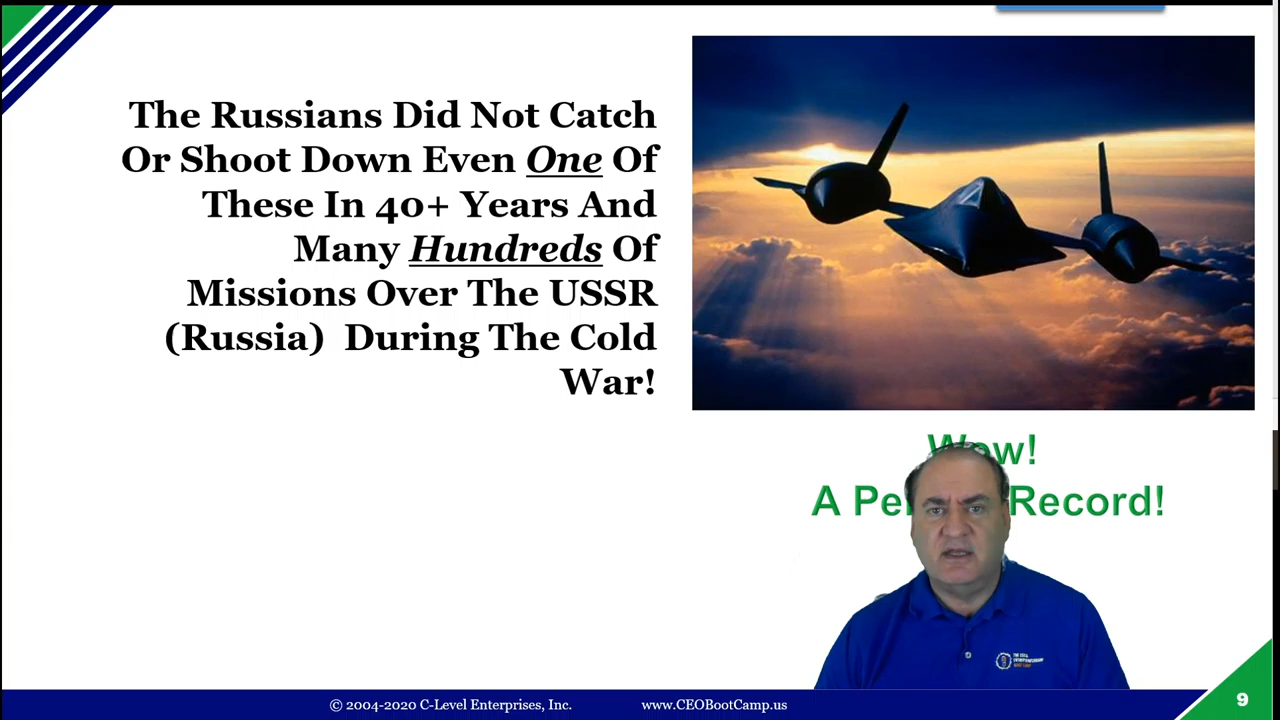 The Russians Did Not Catch
Or Shoot Down Even One Of
These In 40+ Years And
Many Hundreds Of
Missions Over The USSR
(Russia) During The Cold
War!
Wow!
A Record!
© 2004-2020 C-Level Enterprises, Inc. www.CEOBootCamp.us
9